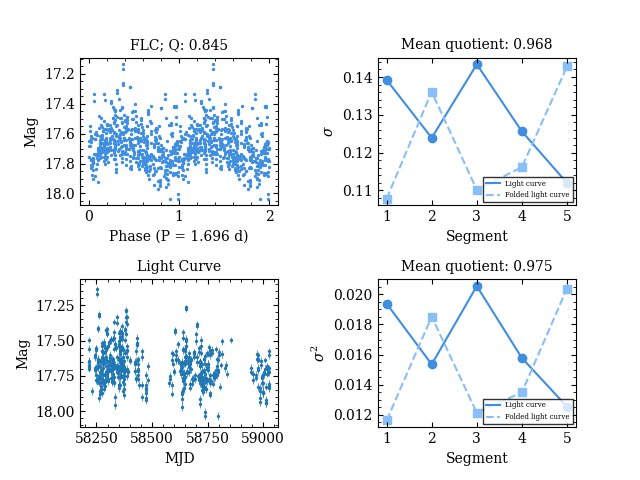 FLC; Q: 0.845
Mag
17.2
17.4
17.6
17.8
18.0
0
1
2
Phase (P = 1.696 d)
Mean quotient: 0.968
σ
0.14
0.13
0.12
0.11
Light curve
Folded light curve
1
2
3
4
5
Segment
Light Curve
Mag
17.25
17.50
17.75
18.00
58250
58500
58750
59000
MJD
Mean quotient: 0.975
σ²
0.020
0.018
0.016
0.014
0.012
Light curve
Folded light curve
1
2
3
4
5
Segment